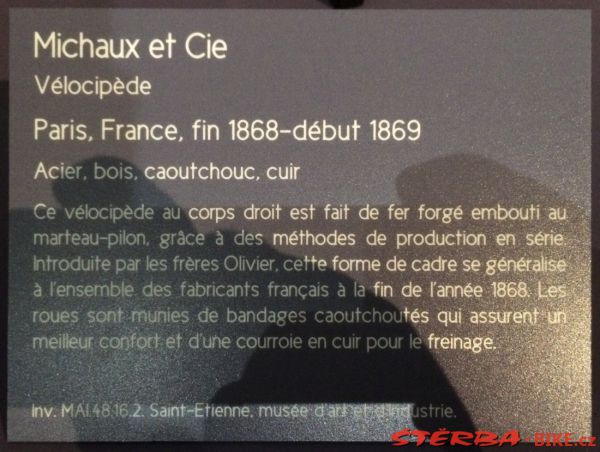 Michaux et Cie
Vélocipède
Paris, France, fin 1868-début 1869
Acier, bois, caoutchouc, cuir
Ce vélocipède au corps droit est fait de fer forgé embouti au
marteau-pilon, grâce à des méthodes de production en série.
Introduite par les frères Olivier, cette forme de cadre se généralise
à l'ensemble des fabricants français à la fin de l'année 1868. Les
roues sont munies de bandages caoutchoutés qui assurent un
meilleur confort et d'une courroie en cuir pour le freinage.
Inv. MAI.48.16.2. Saint-Etienne, musée d'art et d'industrie.
ŠTĚRBA-BIKE.cz